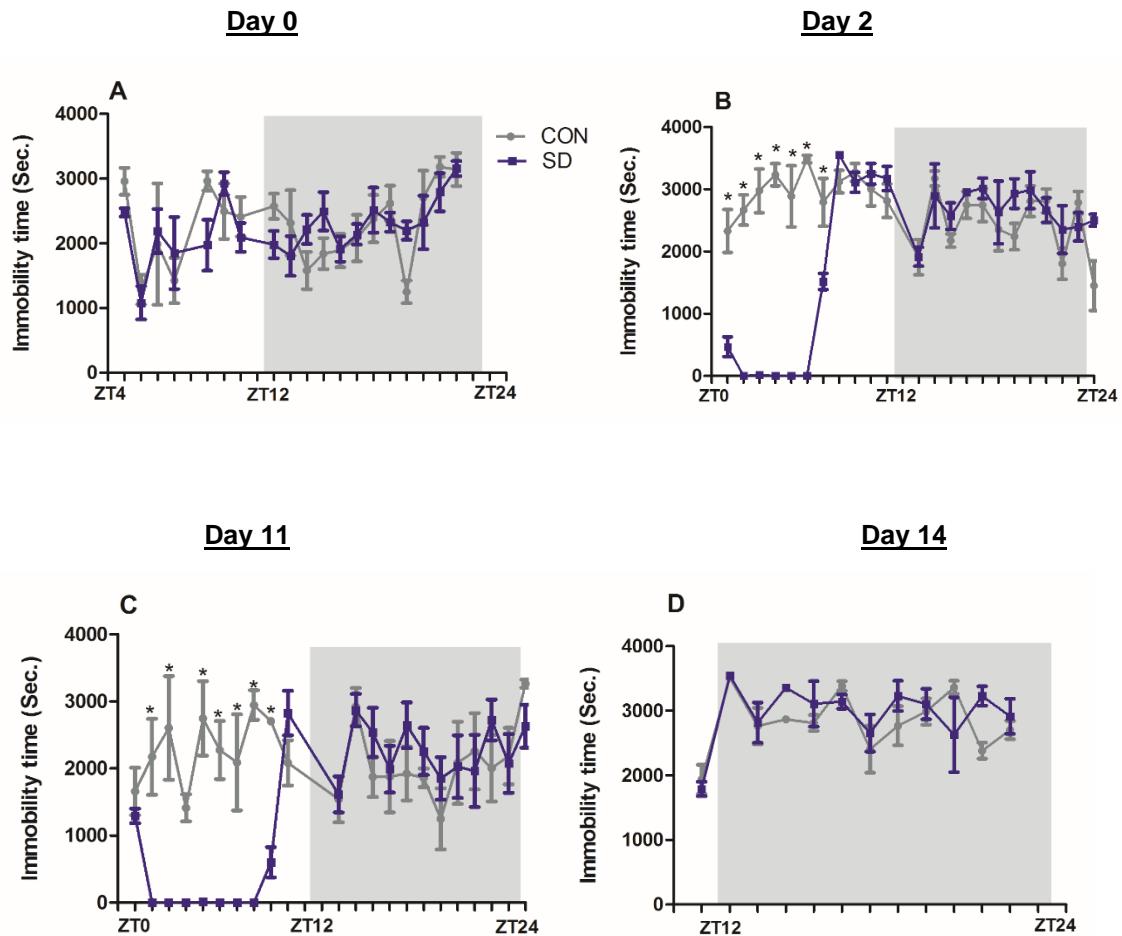 Day 0
Day 2
A
B
CON
SD
Immobility time (Sec.)
4000
3000
2000
1000
0
ZT4
ZT12
ZT24
Immobility time (Sec.)
4000
3000
2000
1000
0
* * * * * * *
ZT0
ZT12
ZT24
Day 11
Day 14
C
D
Immobility time (Sec.)
4000
3000
2000
1000
0
* * * * * * *
ZT0
ZT12
ZT24
Immobility time (Sec.)
4000
3000
2000
1000
0
ZT12
ZT24